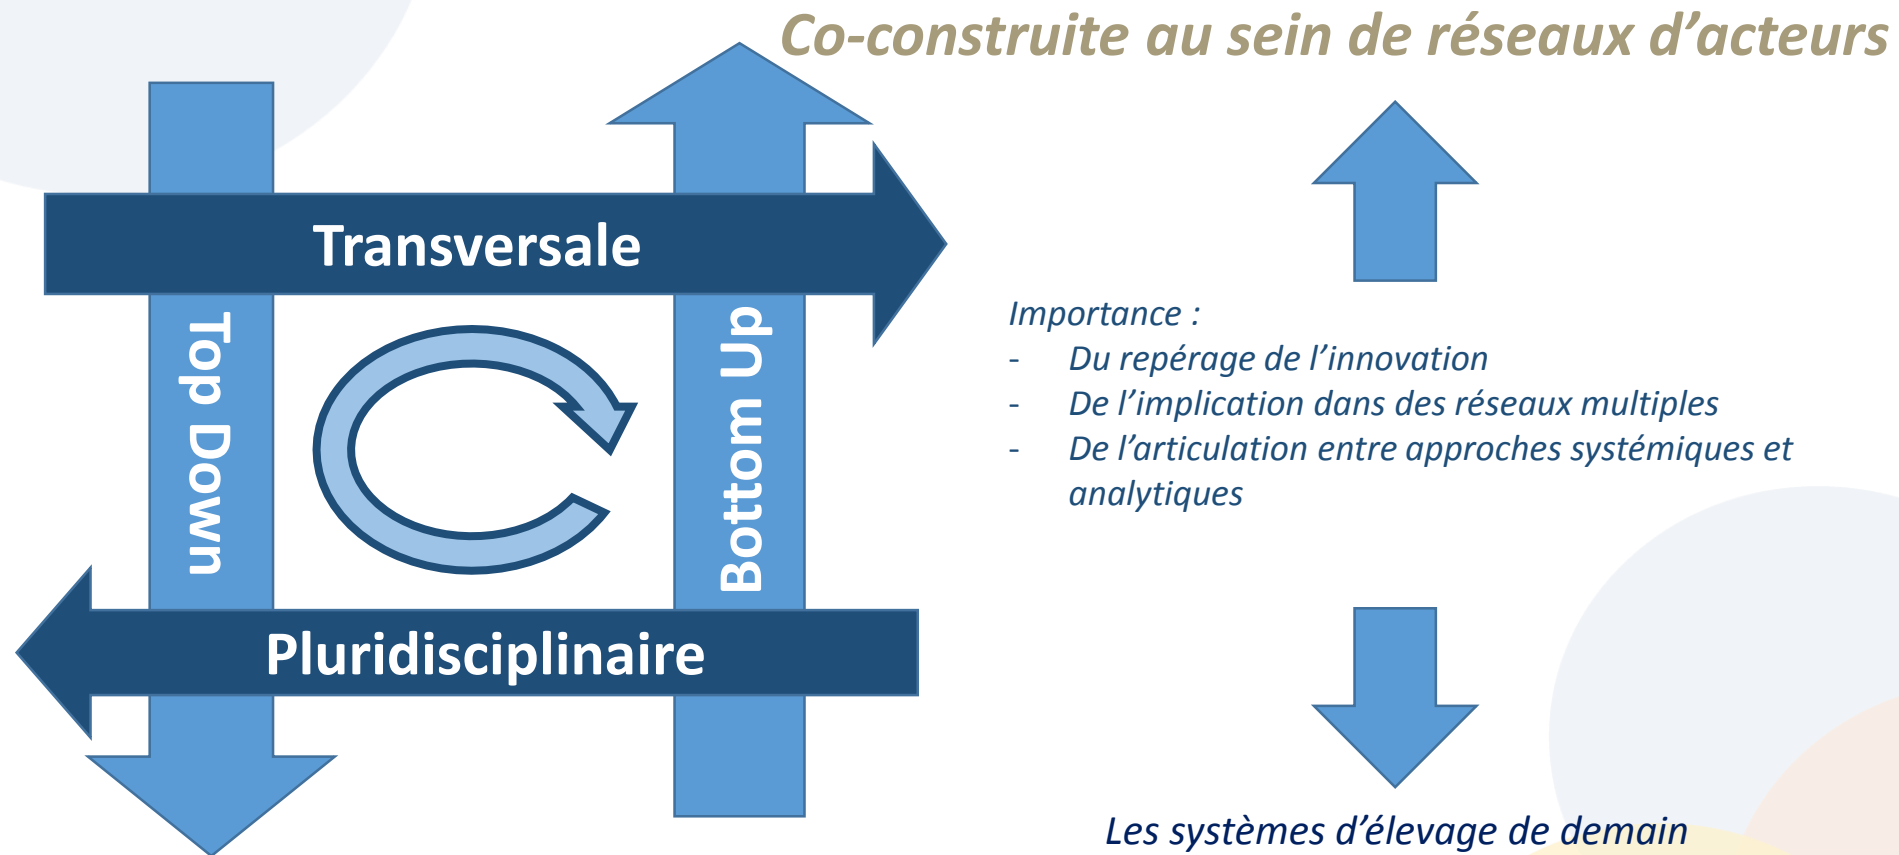 Co-construite au sein de réseaux d’acteurs
Transversale
Top Down
Bottom Up
Pluridisciplinaire
Importance :
- Du repérage de l’innovation
- De l’implication dans des réseaux multiples
- De l’articulation entre approches systémiques et
analytiques
Les systèmes d’élevage de demain